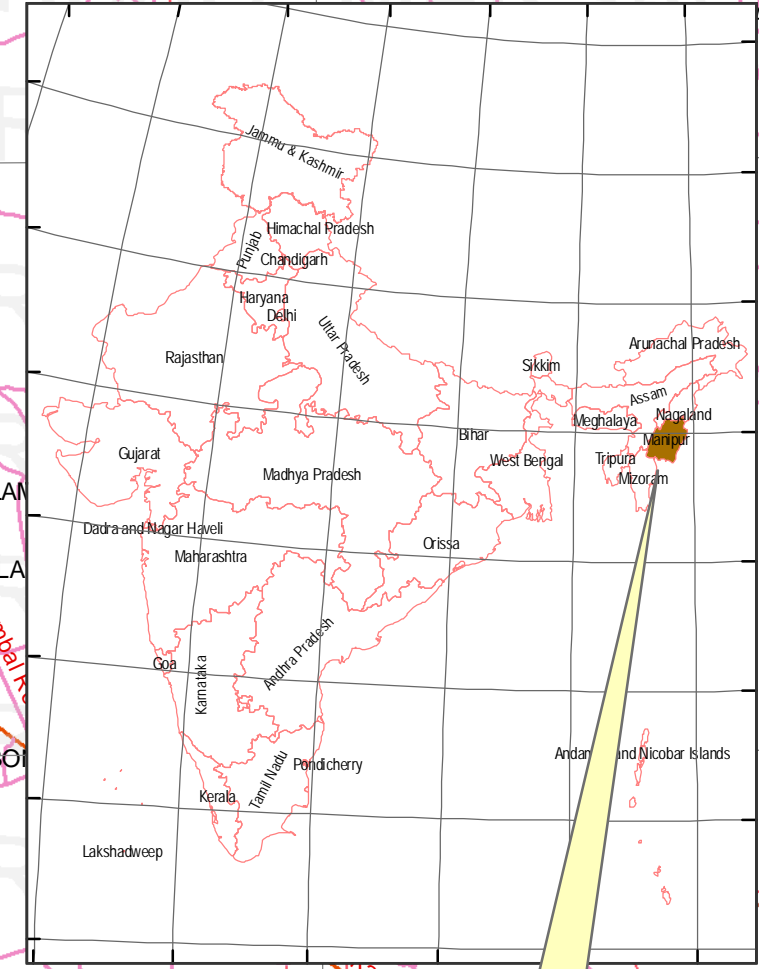 Jammu & Kashmir
Himachal Pradesh
Punjab
Chandigarh
Haryana
Delhi
Uttar Pradesh
Rajasthan
Sikkim
Arunachal Pradesh
Assam
Nagaland
Meghalaya
Manipur
Bihar
Gujarat
West Bengal
Tripura
Madhya Pradesh
Mizoram
Dadra and Nagar Haveli
Orissa
Maharashtra
Andhra Pradesh
Goa
Karnataka
Andan and Nicobar Islands
Pondicherry
Tamil Nadu
Kerala
Lakshadweep
LA